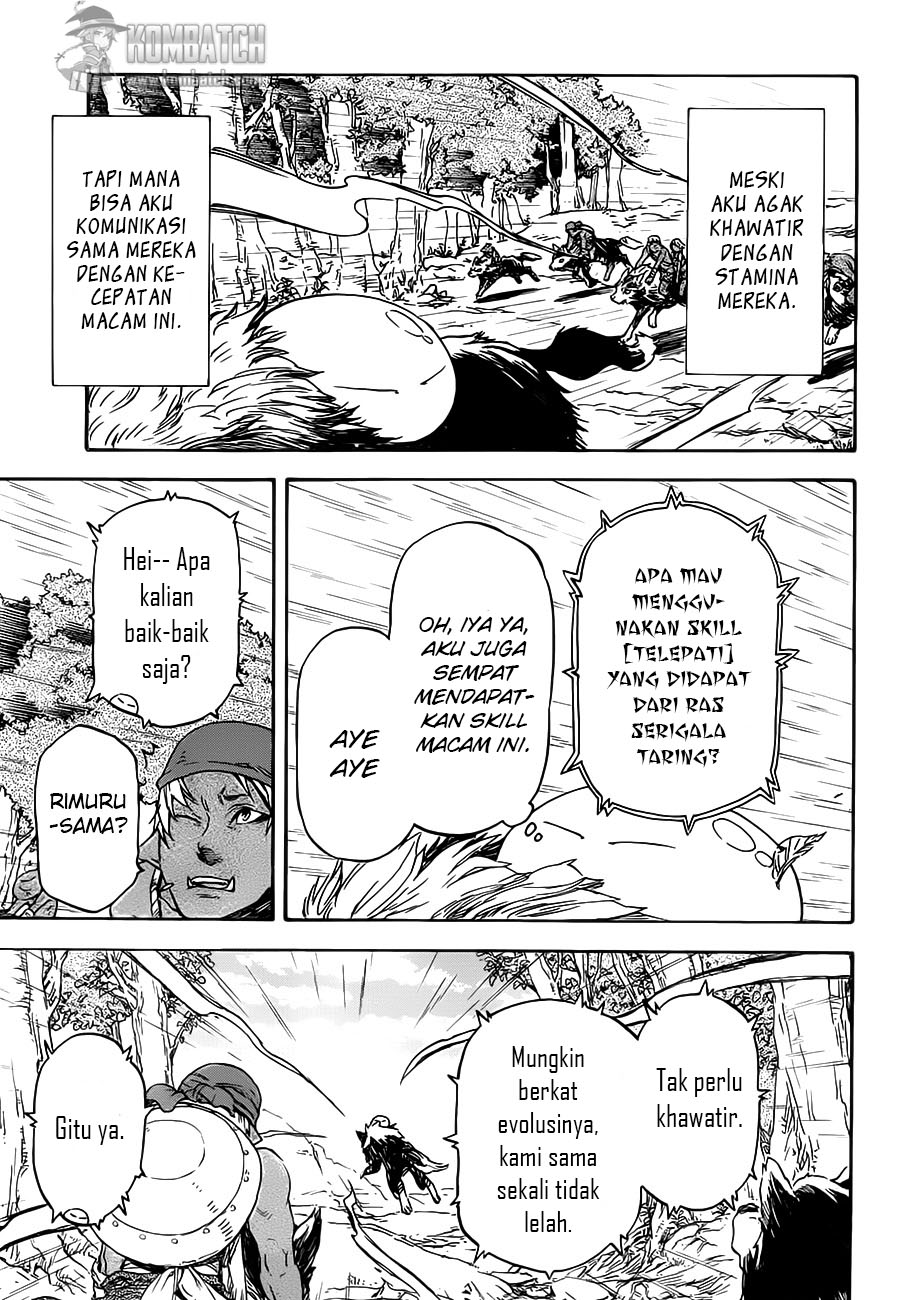 KOMBATCH
MESKI
AKU AGAK
KHAWATIR
DENGAN
STAMINA
MEREKA.
TAPI MANA
BISA AKU
KOMUNIKASI
SAMA MEREKA
DENGAN KE-
CEPATAN
MACAM INI.
APA MAU
MENGGU-
NAKAN SKILL
[TELEPATI]
YANG DIDAPAT
DARI RAS
SERIGALA
TARING?
OH, IYA YA,
AKU JUGA
SEMPAT
MENDAPAT-
KAN SKILL
MACAM INI.
AYE
AYE
Hei-- Apa
kalian
baik-baik
saja?
RIMURU
-SAMA?
Tak perlu
khawatir.
Mungkin
berkat
evolusinya,
kami sama
sekali tidak
lelah.
Gitu ya.